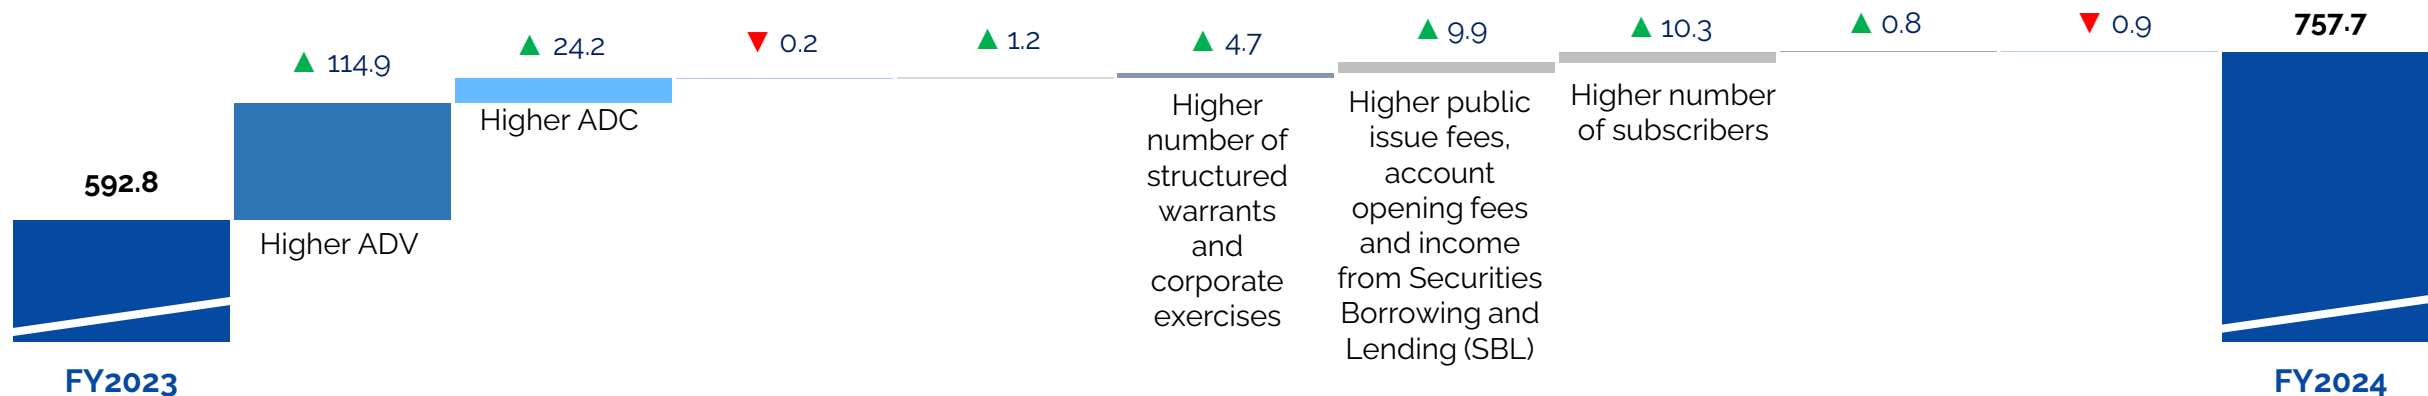 592.8
FY2023
▲ 114.9
Higher ADV
▲ 24.2
Higher ADC
▼ 0.2
▲ 1.2
▲ 4.7
Higher
number of
structured
warrants
and
corporate
exercises
▲ 9.9
Higher public
issue fees,
account
opening fees
and income
from Securities
Borrowing and
Lending (SBL)
▲ 10.3
Higher number
of subscribers
▲ 0.8
▼ 0.9
757.7
FY2024